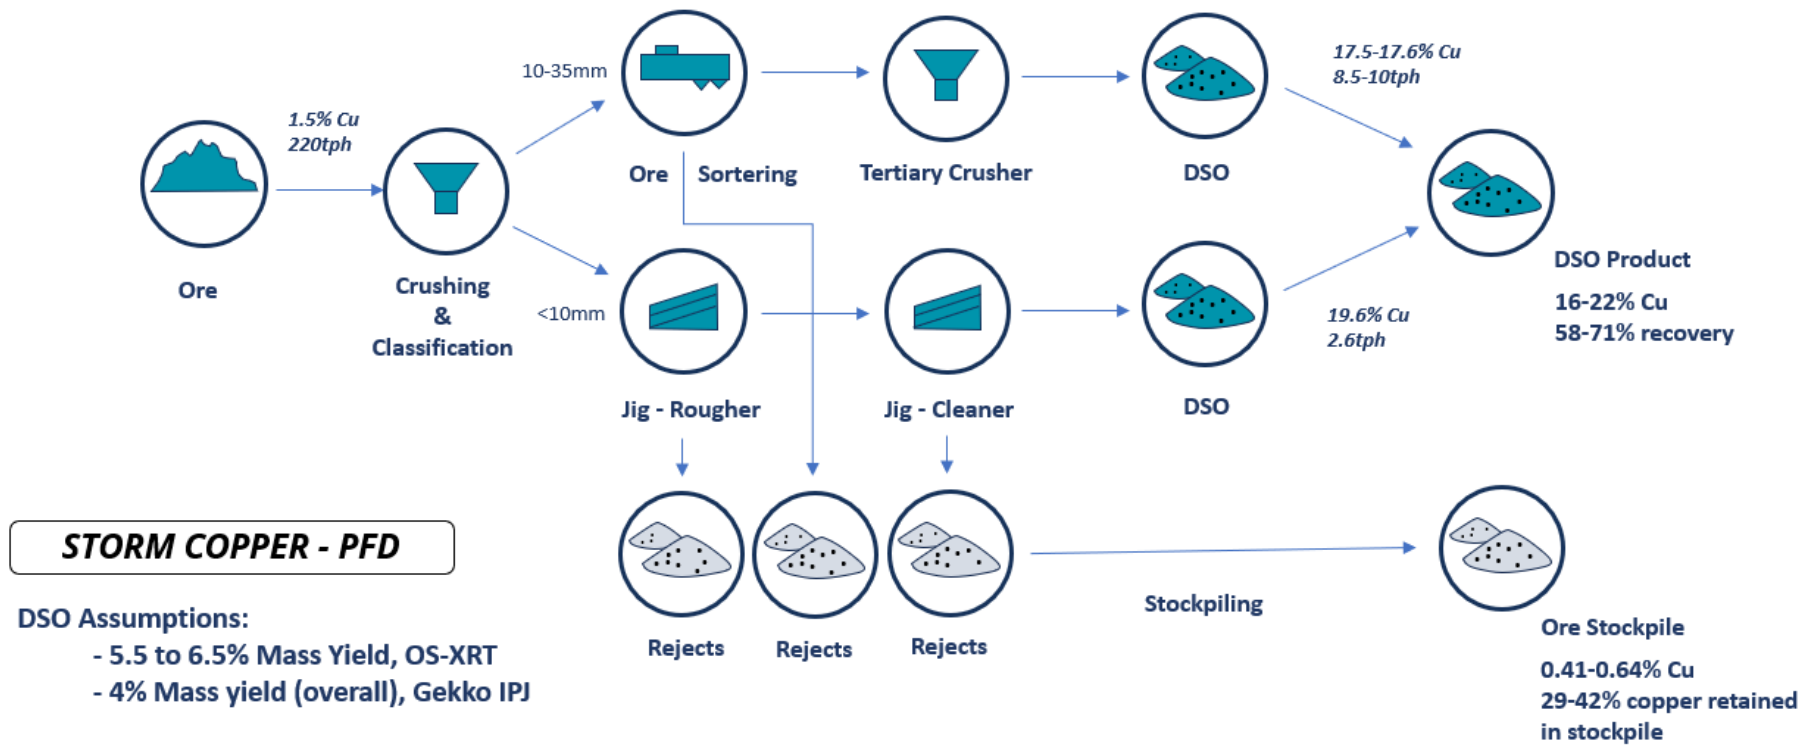 10-35mm
17.5-17.6% Cu
8.5-10tph
1.5% Cu
220tph
Ore Sortering
Tertiary Crusher
DSO
Ore
Crushing
&
Classification
<10mm
DSO Product
16-22% Cu
58-71% recovery
19.6% Cu
2.6tph
Jig - Rougher
Jig - Cleaner
DSO
STORM COPPER - PFD
DSO Assumptions:
- 5.5 to 6.5% Mass Yield, OS-XRT
- 4% Mass yield (overall), Gekko IPJ
Rejects
Rejects
Rejects
Stockpiling
Ore Stockpile
0.41-0.64% Cu
29-42% copper retained
in stockpile